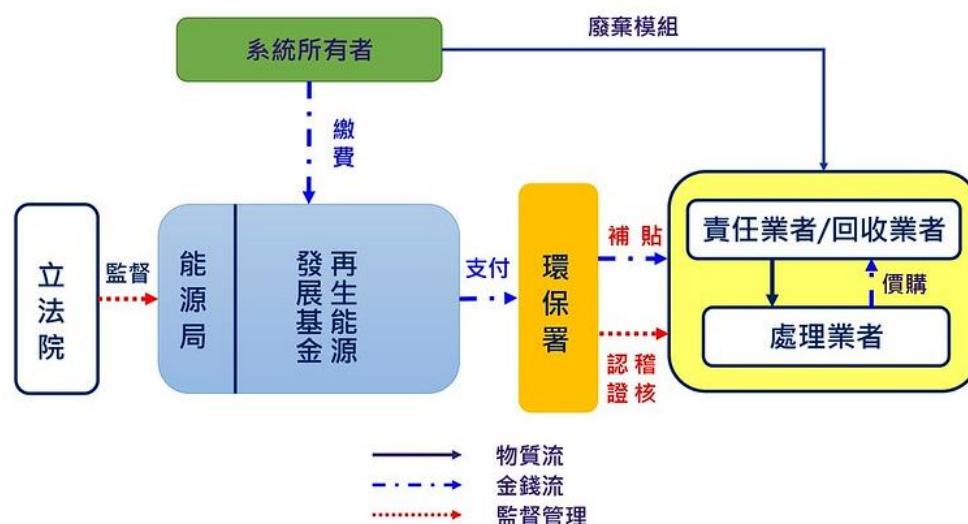 廢棄模組
系統所有者
繳費
立法院
監督
能源局
再生能源
發展基金
支付
環保署
補貼
稽核
認證
責任業者/回收業者
價購
處理業者
物質流
金錢流
監督管理